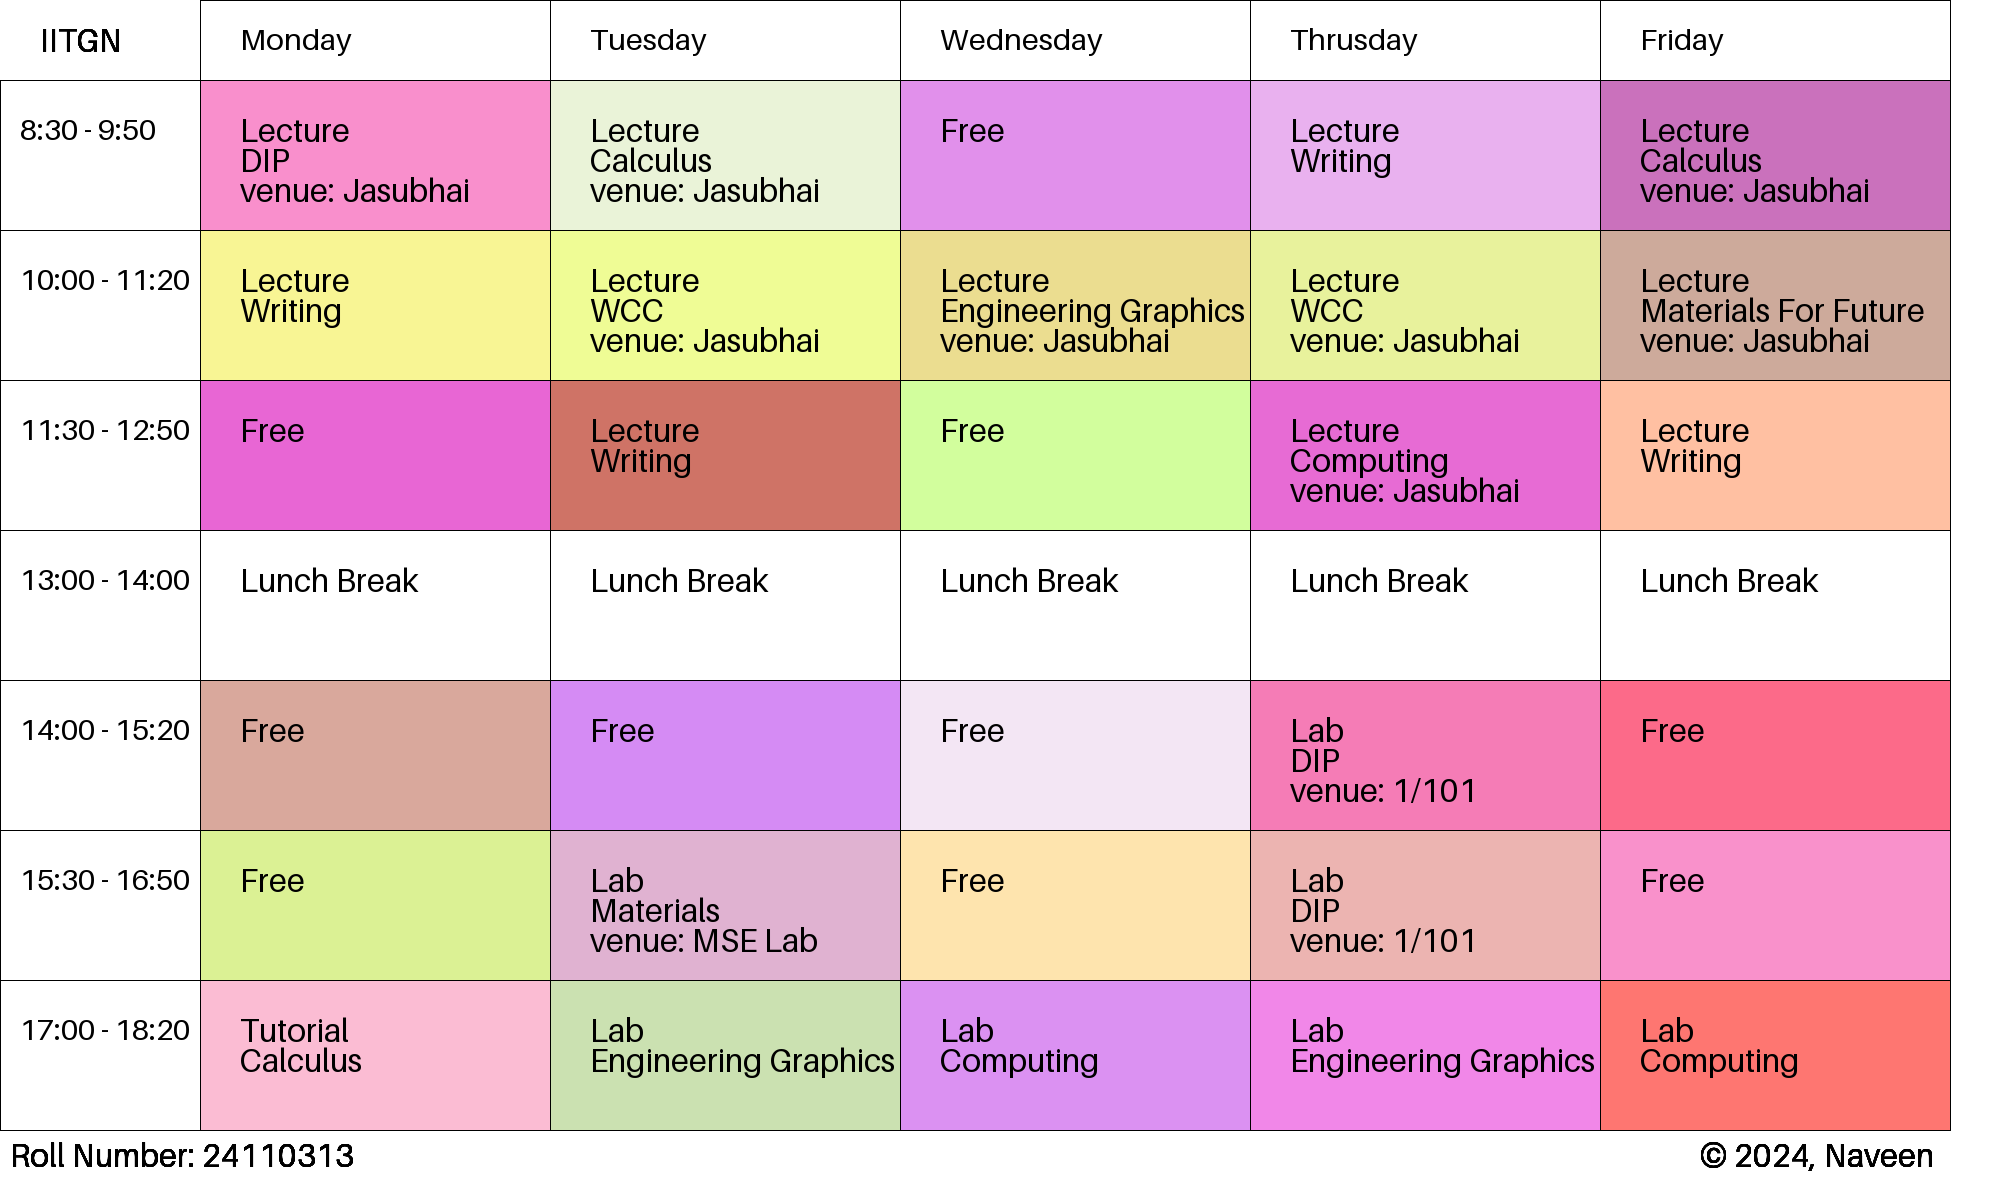 IITGN Monday Tuesday Wednesday Thrusday Friday
8:30 - 9:50
Lecture
DIP
venue: Jasubhai
Lecture
Calculus
venue: Jasubhai
Free
Lecture
Writing
Lecture
Calculus
venue: Jasubhai
10:00 - 11:20
Lecture
Writing
Lecture
WCC
venue: Jasubhai
Lecture
Engineering Graphics
venue: Jasubhai
Lecture
WCC
venue: Jasubhai
Lecture
Materials For Future
venue: Jasubhai
11:30 - 12:50
Free
Lecture
Writing
Free
Lecture
Computing
venue: Jasubhai
Lecture
Writing
13:00 - 14:00
Lunch Break
Lunch Break
Lunch Break
Lunch Break
Lunch Break
14:00 - 15:20
Free
Free
Free
Lab
DIP
venue: 1/101
Free
15:30 - 16:50
Free
Lab
Materials
venue: MSE Lab
Free
Lab
DIP
venue: 1/101
Free
17:00 - 18:20
Tutorial
Calculus
Lab
Engineering Graphics
Lab
Computing
Lab
Engineering Graphics
Lab
Computing
Roll Number: 24110313
© 2024, Naveen